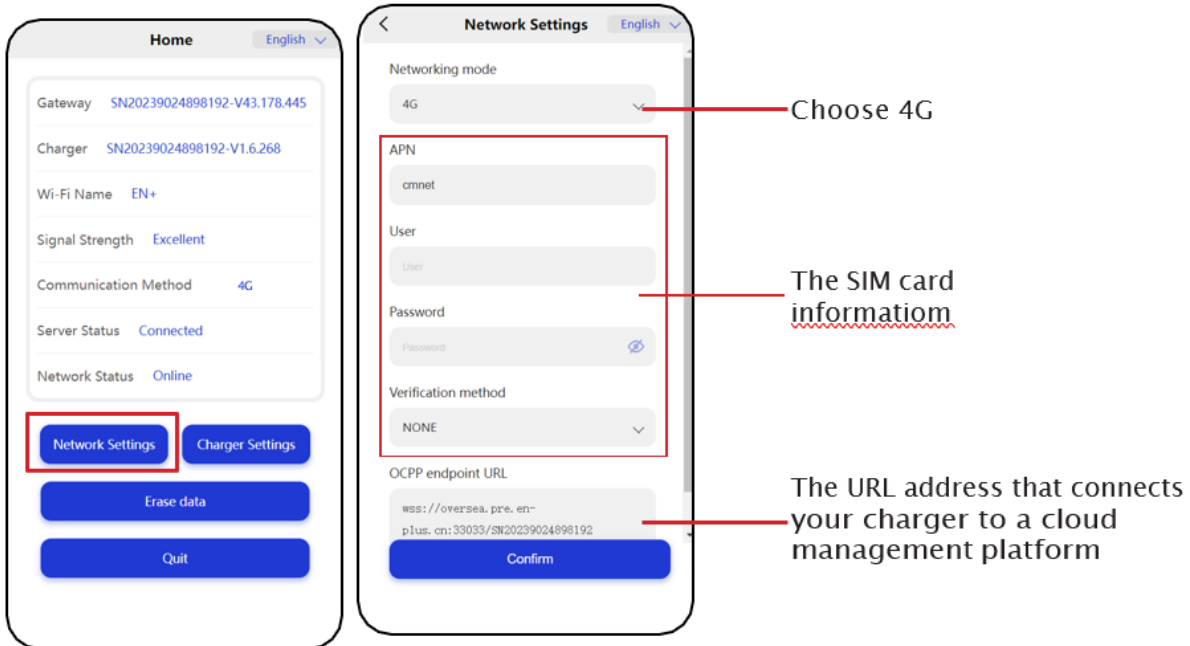 Home
English
Gateway SN20239024898192-V43.178.445
Charger SN20239024898192-V1.6.268
Wi-Fi Name EN+
Signal Strength Excellent
Communication Method 4G
Server Status Connected
Network Status Online
Network Settings
Charger Settings
Erase data
Quit
Network Settings
English
Networking mode
4G
APN
cmnet
User
User
Password
Password
Verification method
NONE
OCPP endpoint URL
wss://oversea.pre.en-
plus.cn:33033/SN20239024898192
Confirm
Choose 4G
The SIM card
informatiom
The URL address that connects
your charger to a cloud
management platform